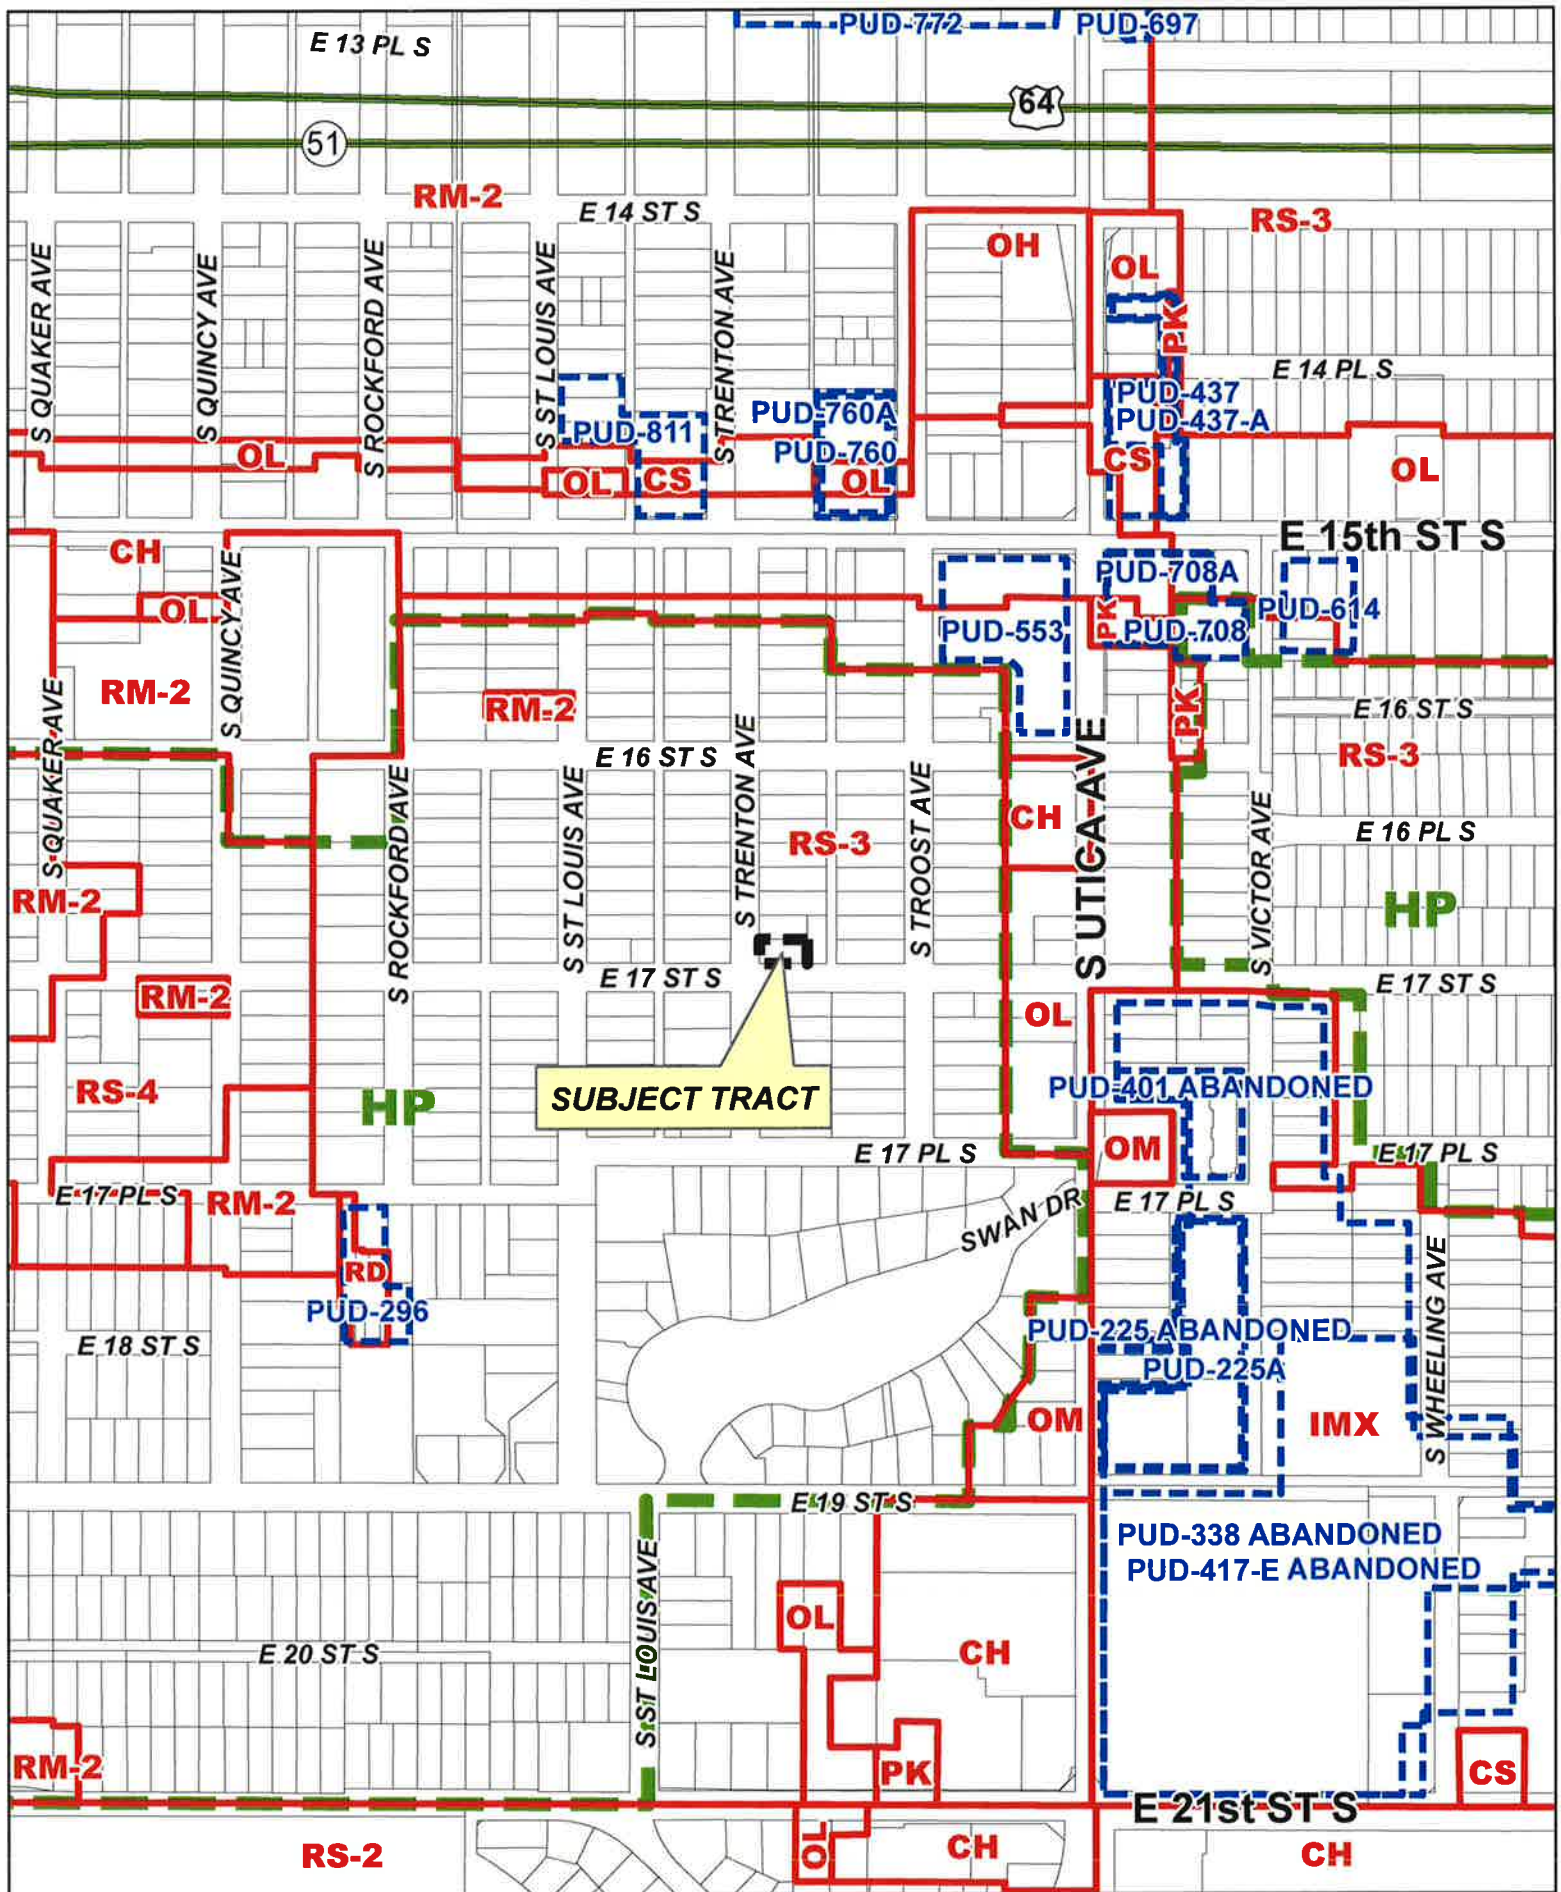 PUD-772
PUD-697
E 13 PL S
64
51
RM-2
E 14 ST S
RS-3
OH
OL
S QUAKER AVE
S QUINCY AVE
S ROCKFORD AVE
S ST LOUIS AVE
S TRENTON AVE
PK
E 14 PL S
PUD-437
PUD-437-A
PUD-760A
PUD-811
PUD-760
OL
CS
OL
OL
CS
OL
E 15th ST S
CH
OL
S QUINCY AVE
PUD-708A
PK
PUD-614
PUD-553
PUD-708
RM-2
RM-2
PK
E 16 ST S
S QUAKER AVE
S TRENTON AVE
S UTICA AVE
E 16 ST S
RS-3
S ROCKFORD AVE
S ST LOUIS AVE
S TROOST AVE
CH
S VICTOR AVE
RS-3
E 16 PL S
RM-2
HP
E 17 ST S
E 17 ST S
RM-2
OL
RS-4
HP
SUBJECT TRACT
PUD-401 ABANDONED
OM
E 17 PL S
E 17 PL S
E 17 PL S
RM-2
E 17 PL S
SWAN DR
RD
PUD-296
S WHEELING AVE
E 18 ST S
PUD-225 ABANDONED
PUD-225A
OM
IMX
E 19 ST S
PUD-338 ABANDONED
PUD-417-E ABANDONED
S ST LOUIS AVE
OL
E 20 ST S
CH
RM-2
PK
CS
E 21st ST S
RS-2
OL
CH
CH